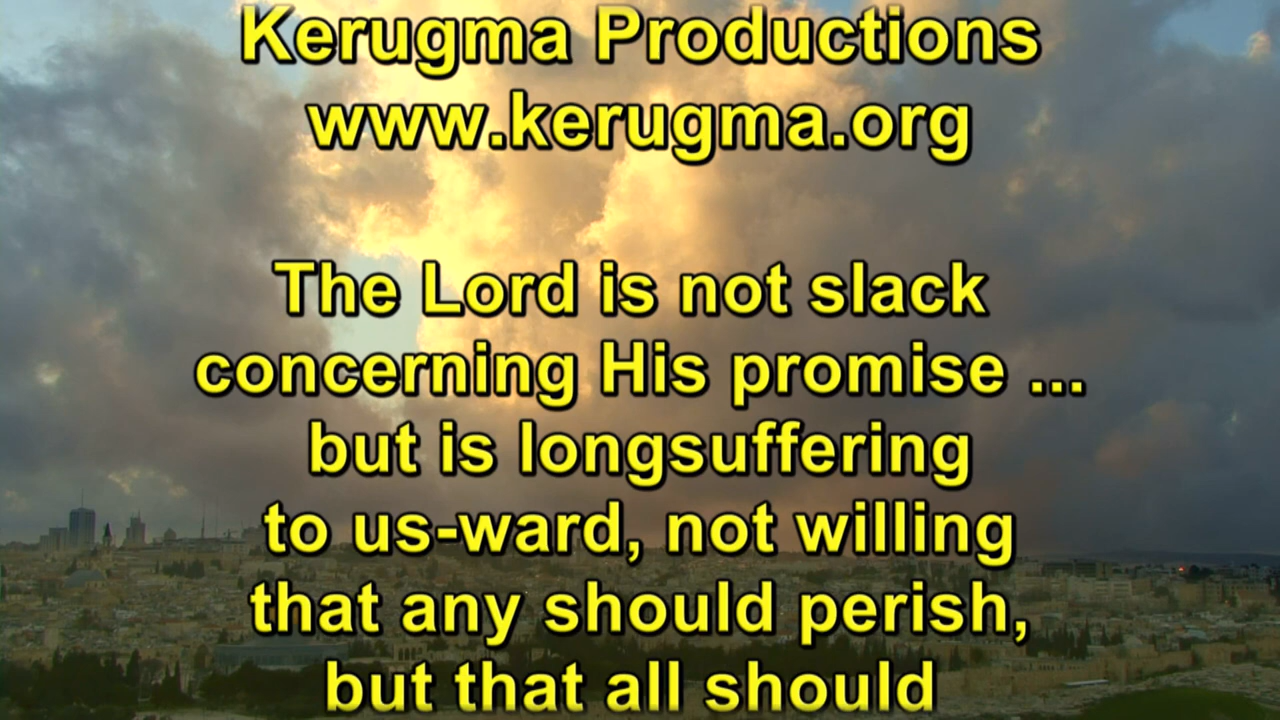 Kerugma Productions
www.kerugma.org
The Lord is not slack
concerning His promise ...
but is longsuffering
to us-ward, not willing
that any should perish,
but that all should